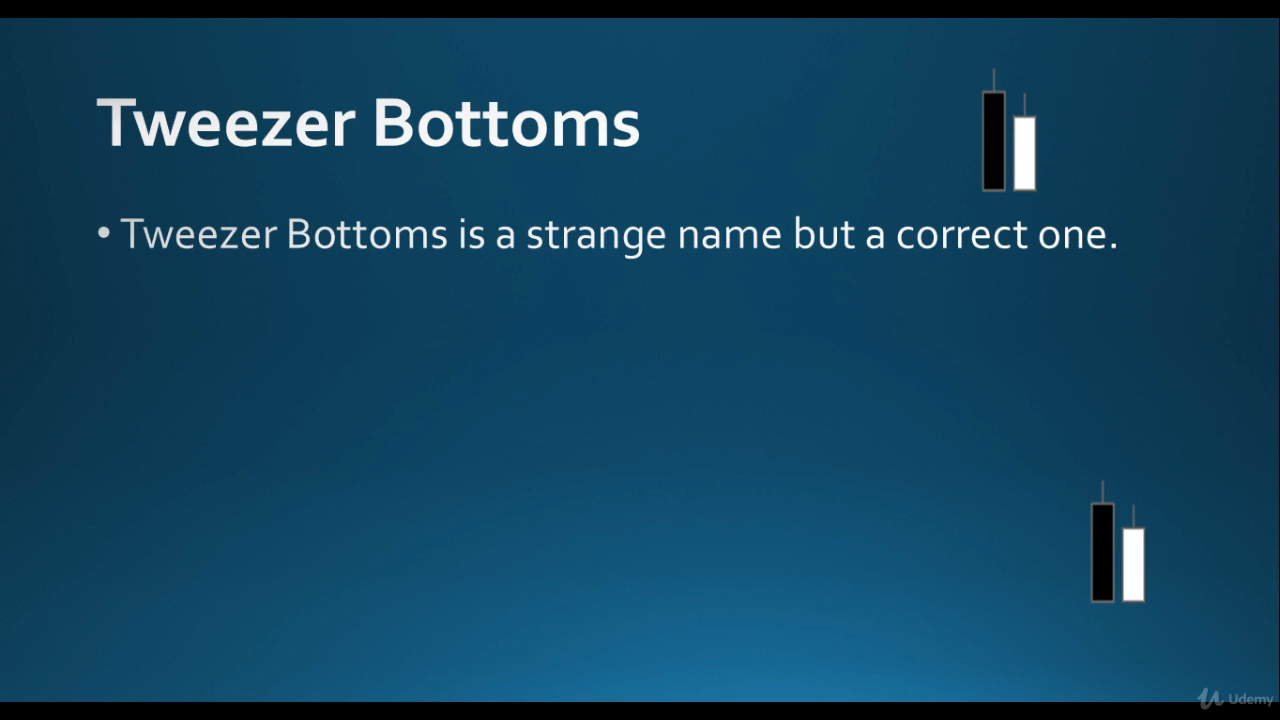 Tweezer Bottoms
• Tweezer Bottoms is a strange name but a correct one.
Udemy